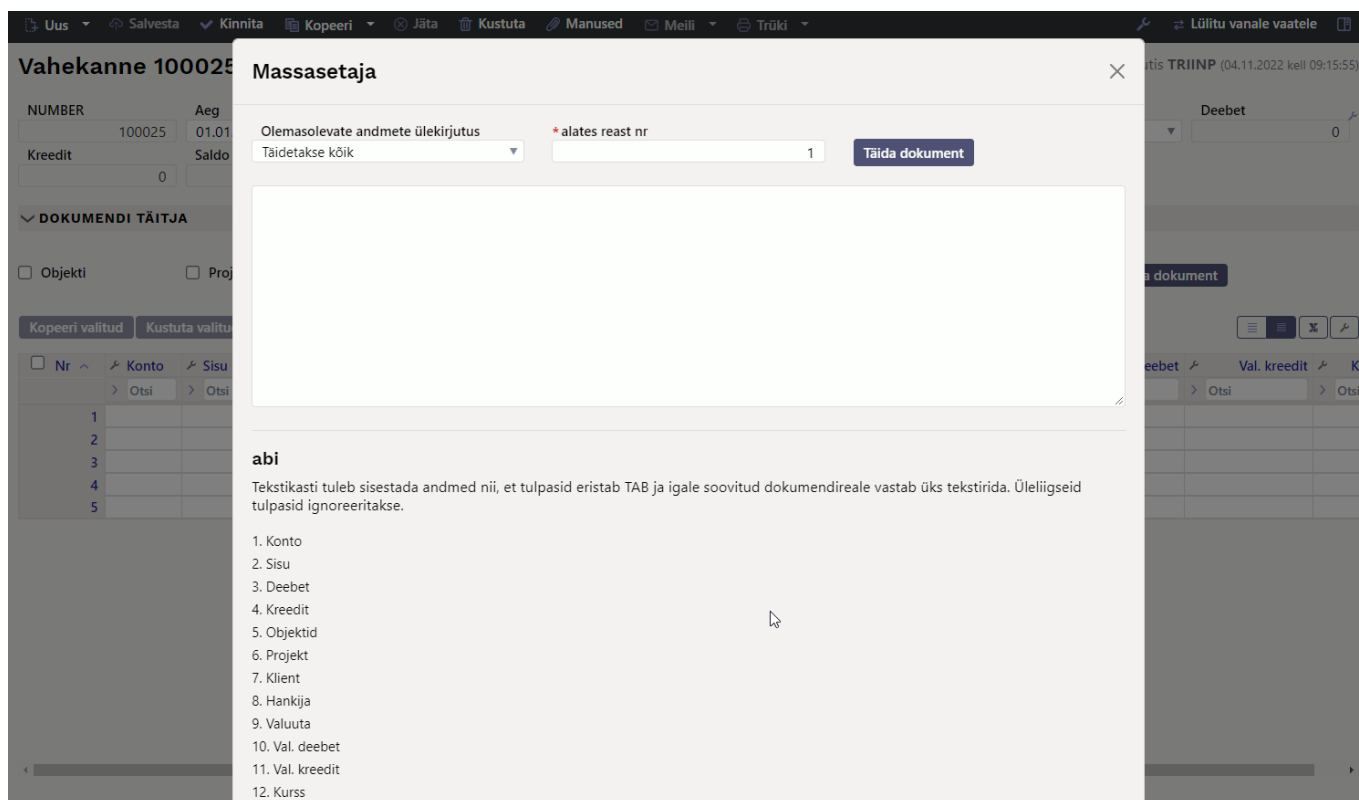 Uus Salvesta Kinnita Kopeeri Jäta Kustuta Manused Meili Trüki Lülitu vanale vaatele
Vahekanne 100025 TRIINP (04.11.2022 kell 09:15:55)
Massasetaja
NUMBER Aeg Deebet
100025 01.01 0
Kreedit Saldo
0
Olemasolevate andmete ülekirjutus * alates reast nr
Täidetakse kõik 1 Täida dokument
DOKUMENDI TÄITJA
Objekti Proj dokument
Kopeeri valitud Kustuta valitu
Nr Konto Sisu eebet Val. kreedit K
Otsi Otsi Otsi Otsi
1
2
3
4
5
abi
Tekstikasti tuleb sisestada andmed nii, et tulpasid eristab TAB ja igale soovitud dokumendireale vastab üks tekstirida. Üleliigseid
tulpasid ignoreeritakse.
1. Konto
2. Sisu
3. Deebet
4. Kreedit
5. Objektid
6. Projekt
7. Klient
8. Hankija
9. Valuuta
10. Val. deebet
11. Val. kreedit
12. Kurss